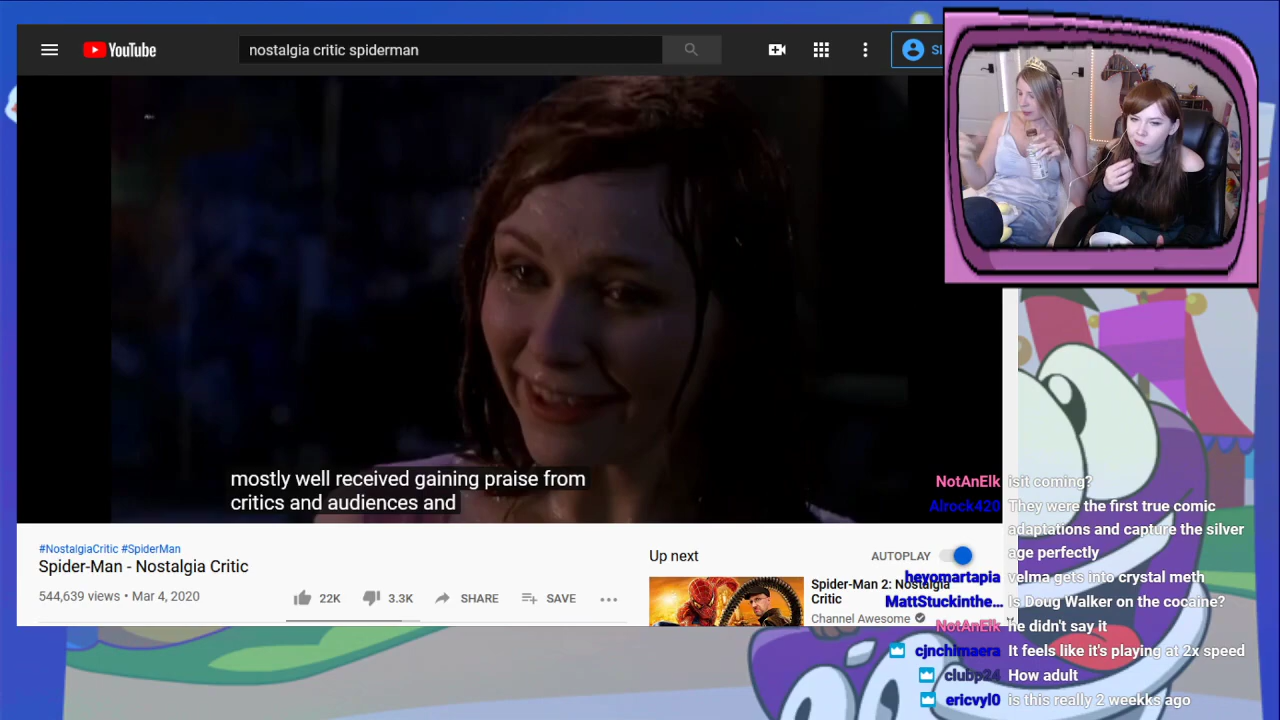 YouTube
nostalgia critic spiderman
mostly well received gaining praise from
critics and audiences and
#NostalgiaCritic #SpiderMan
Spider-Man - Nostalgia Critic
544,639 views • Mar 4, 2020
22K
3.3K
SHARE
SAVE
Up next
AUTOPLAY
Spider-Man 2: Nostalgia
Critic
Channel Awesome
NotAnElk isit coming?
Alrock420 They were the first true comic
adaptations and capture the silver
age perfectly
heyomartapia velma gets into crystal meth
MattStuckinthe... Is Doug Walker on the cocaine?
NotAnElk he didn't say it
cjnchimaera It feels like it's playing at 2x speed
clubp24 How adult
ericvyl0 is this really 2 weekks ago